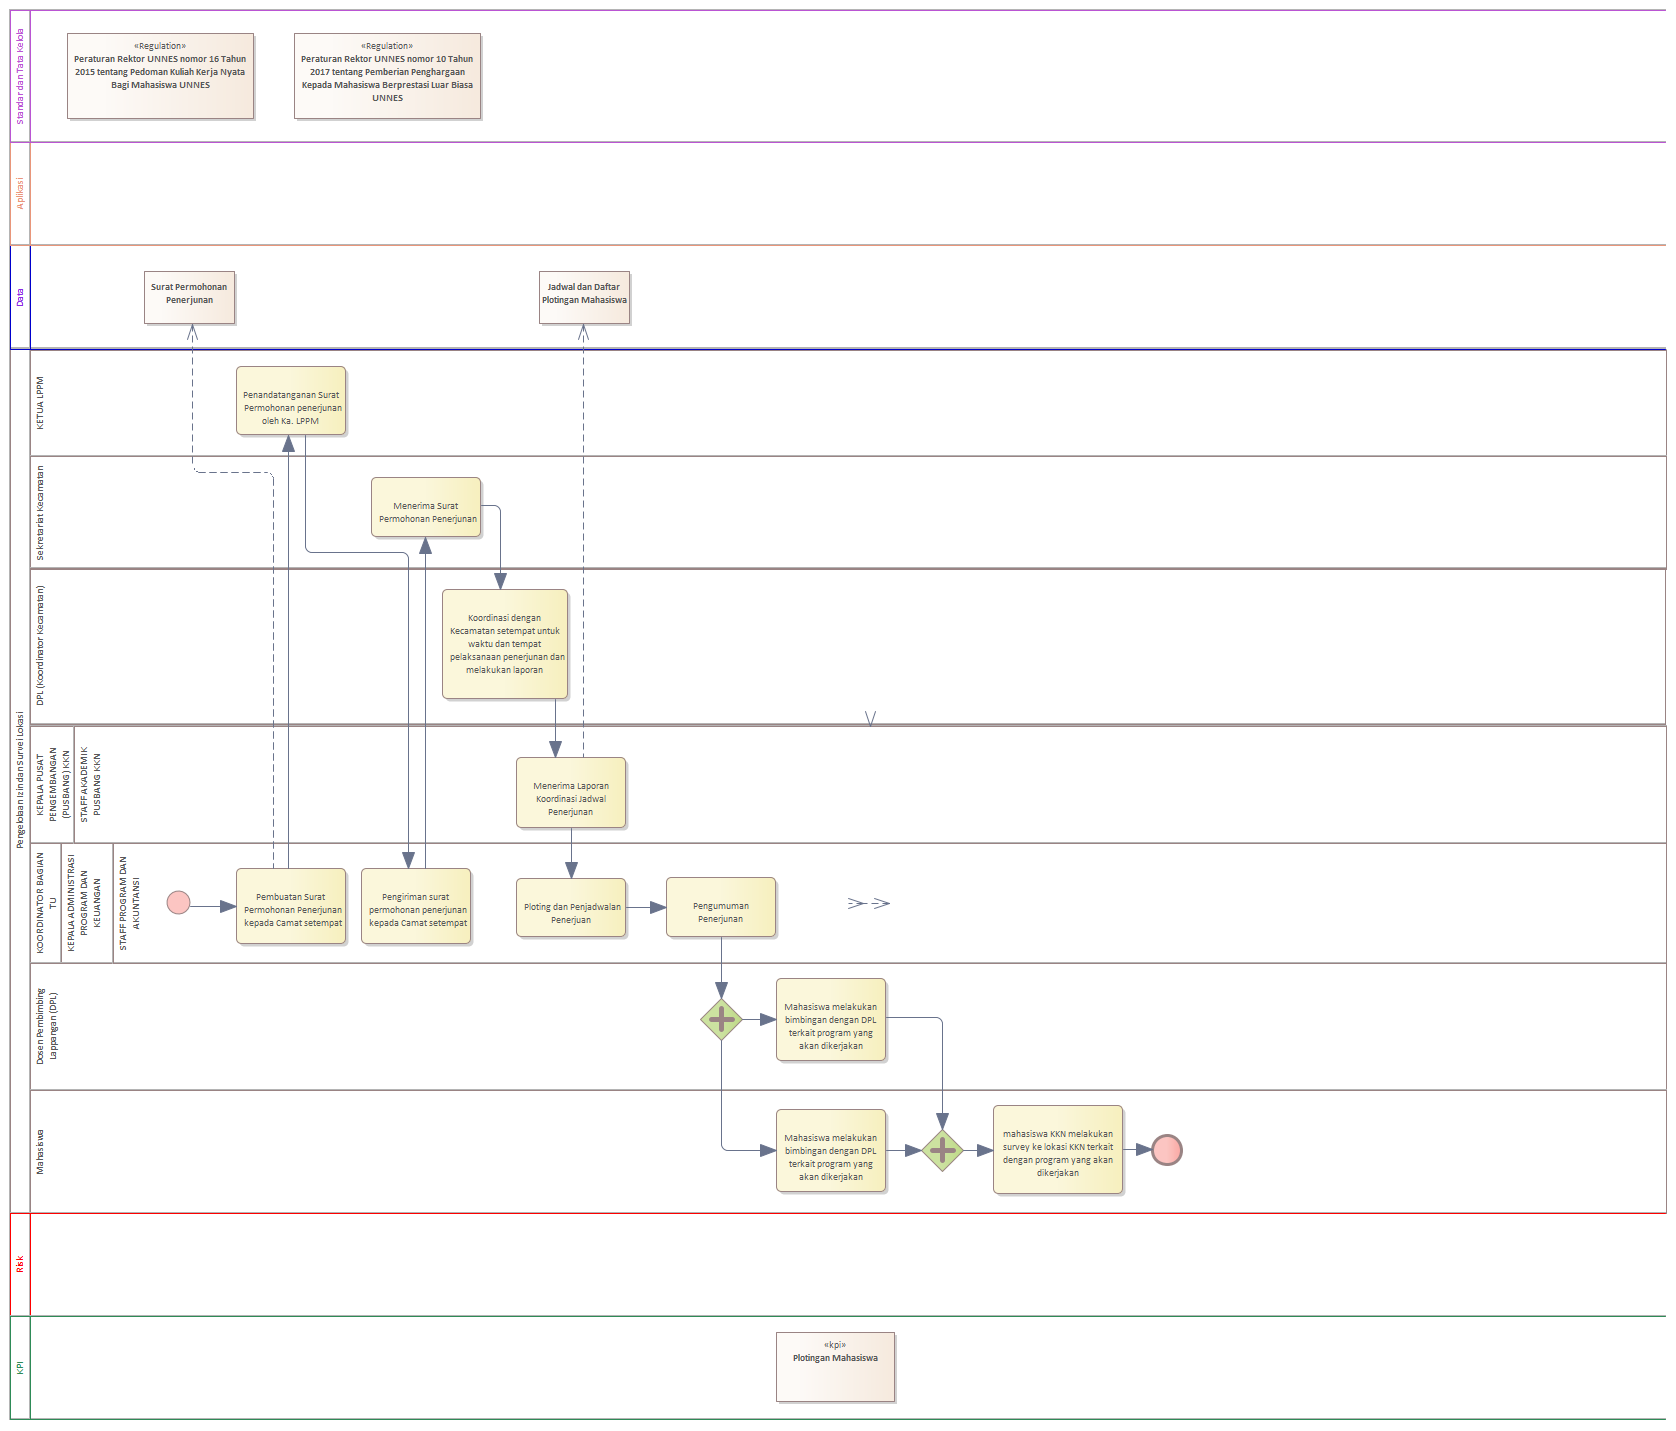 Standar dan Tata Kelola
«Regulation»
Peraturan Rektor UNNES nomor 16 Tahun
2015 tentang Pedoman Kuliah Kerja Nyata
Bagi Mahasiswa UNNES
«Regulation»
Peraturan Rektor UNNES nomor 10 Tahun
2017 tentang Pemberian Penghargaan
Kepada Mahasiswa Berprestasi Luar Biasa
UNNES
Aplikasi
Data
Surat Permohonan
Penerjunan
Jadwal dan Daftar
Plotingan Mahasiswa
Pengelolaan Izin dan Survei Lokasi
KETUA LPPM
Penandatanganan Surat
Permohonan penerjunan
oleh Ka. LPPM
Sekretariat Kecamatan
Menerima Surat
Permohonan Penerjunan
DPL (Koordinator Kecamatan)
Koordinasi dengan
Kecamatan setempat untuk
waktu dan tempat
pelaksanaan penerjunan dan
melakukan laporan
KEPALA PUSAT
PENGEMBANGAN
(PUSBANG) KKN
STAFF AKADEMIK
PUSBANG KKN
Menerima Laporan
Koordinasi Jadwal
Penerjunan
KOORDINATOR BAGIAN
TU
KEPALA ADMINISTRASI
PROGRAM DAN
KEUANGAN
STAFF PROGRAM DAN
AKUNTANSI
Pembuatan Surat
Permohonan Penerjunan
kepada Camat setempat
Pengiriman surat
permohonan penerjunan
kepada Camat setempat
Ploting dan Penjadwalan
Penerjuan
Pengumuman
Penerjunan
Dosen Pembimbing
Lappangan (DPL)
Mahasiswa melakukan
bimbingan dengan DPL
terkait program yang
akan dikerjakan
Mahasiswa
Mahasiswa melakukan
bimbingan dengan DPL
terkait program yang
akan dikerjakan
mahasiswa KKN melakukan
survey ke lokasi KKN terkait
dengan program yang akan
dikerjakan
Risk
KPI
«kpi»
Plotingan Mahasiswa